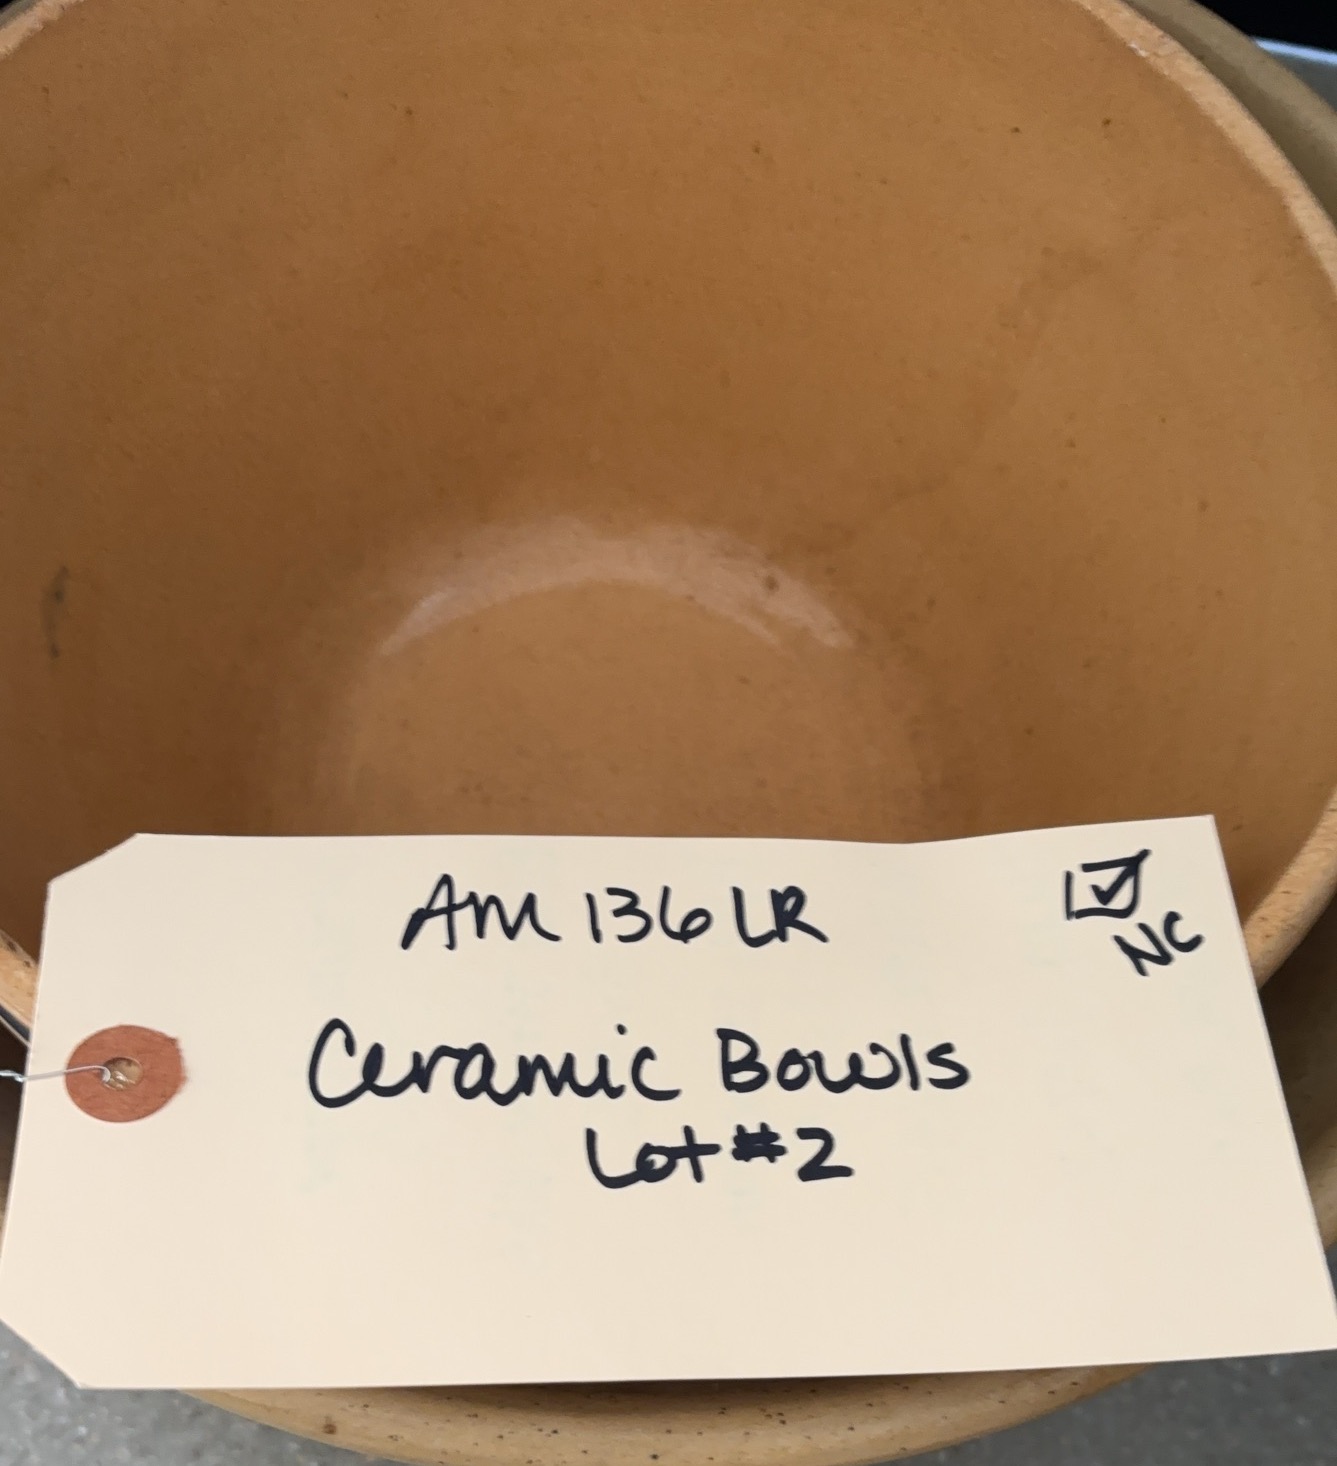 Am 136 LR
☑
NC
Ceramic Bowls
Lot #2